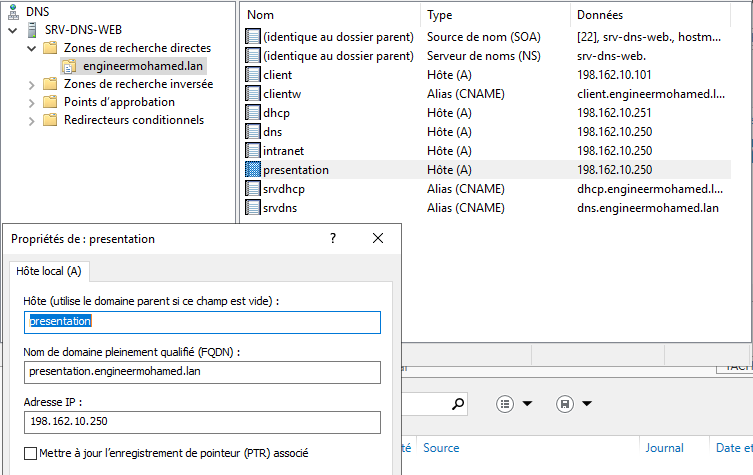 DNS
SRV-DNS-WEB
Zones de recherche directes
engineermohamed.lan
Zones de recherche inversée
Points d'approbation
Redirecteurs conditionnels
Nom Type Données
(identique au dossier parent) Source de nom (SOA) [22], srv-dns-web., hostm...
(identique au dossier parent) Serveur de noms (NS) srv-dns-web.
client Hôte (A) 198.162.10.101
clientw Alias (CNAME) client.engineermohamed.l...
dhcp Hôte (A) 198.162.10.251
dns Hôte (A) 198.162.10.250
intranet Hôte (A) 198.162.10.250
presentation Hôte (A) 198.162.10.250
srvdhcp Alias (CNAME) dhcp.engineermohamed.l...
srvdns Alias (CNAME) dns.engineermohamed.lan
Propriétés de : presentation ?
Hôte local (A)
Hôte (utilise le domaine parent si ce champ est vide) :
presentation
Nom de domaine pleinement qualifié (FQDN) :
presentation.engineermohamed.lan
Adresse IP :
198.162.10.250
Mettre à jour l'enregistrement de pointeur (PTR) associé
Source Journal Date et